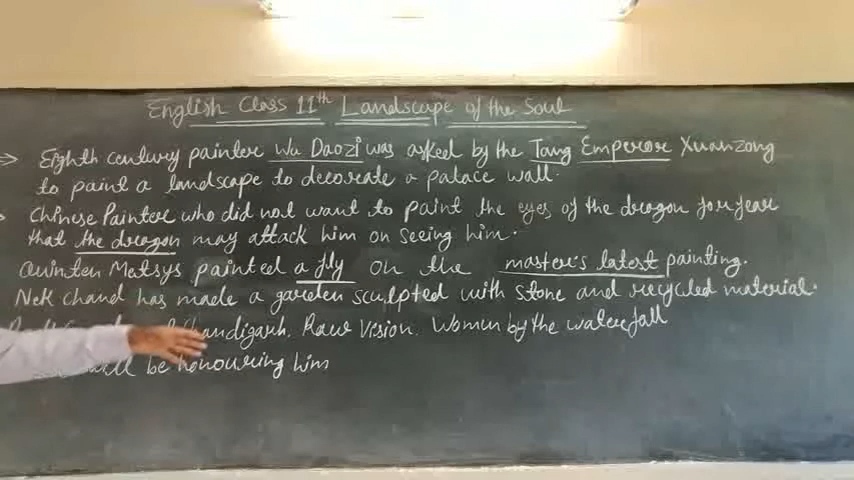 English Class 11th Landscape of the Soul
⇒ Eighth century painter Wu Daozi was asked by the Tang Emperor Xuanzong
to paint a landscape to decorate a palace wall.
Chinese Painter who did not want to paint the eyes of the dragon for fear
that the dragon may attack him on seeing him.
Quinten Metsys painted a fly on the master's latest painting.
Nek Chand has made a garden sculpted with stone and recycled material.
Chandigarh. Raw Vision. Women by the waterfall
will be honouring him